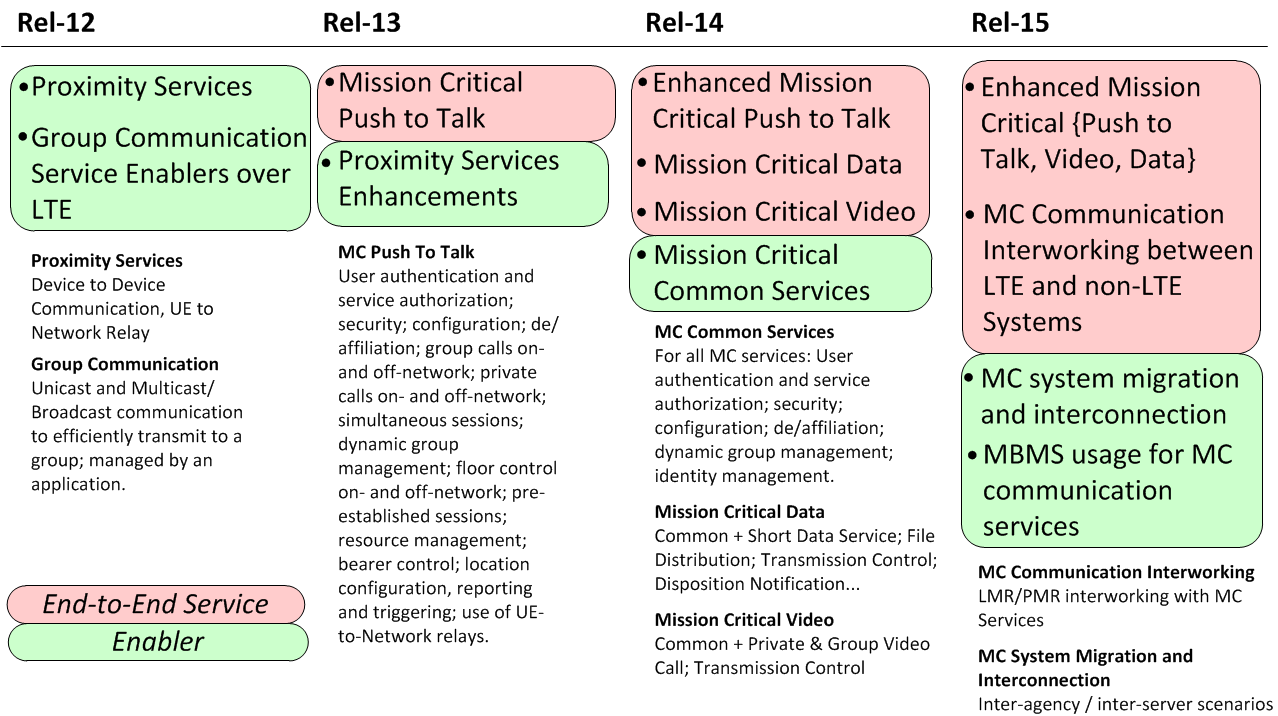 Rel-12
Rel-13
Rel-14
Rel-15
•Proximity Services
•Group Communication
Service Enablers over
LTE
Proximity Services
Device to Device
Communication, UE to
Network Relay
Group Communication
Unicast and Multicast/
Broadcast communication
to efficiently transmit to a
group; managed by an
application.
End-to-End Service
Enabler
• Mission Critical
Push to Talk
• Proximity Services
Enhancements
MC Push To Talk
User authentication and
service authorization;
security; configuration; de/
affiliation; group calls on-
and off-network; private
calls on- and off-network;
simultaneous sessions;
dynamic group
management; floor control
on- and off-network; pre-
established sessions;
resource management;
bearer control; location
configuration, reporting
and triggering; use of UE-
to-Network relays.
• Enhanced Mission
Critical Push to Talk
• Mission Critical Data
• Mission Critical Video
• Mission Critical
Common Services
MC Common Services
For all MC services: User
authentication and service
authorization; security;
configuration; de/affiliation;
dynamic group management;
identity management.
Mission Critical Data
Common + Short Data Service; File
Distribution; Transmission Control;
Disposition Notification...
Mission Critical Video
Common + Private & Group Video
Call; Transmission Control
• Enhanced Mission
Critical {Push to
Talk, Video, Data}
• MC Communication
Interworking between
LTE and non-LTE
Systems
• MC system migration
and interconnection
• MBMS usage for MC
communication
services
MC Communication Interworking
LMR/PMR interworking with MC
Services
MC System Migration and
Interconnection
Inter-agency / inter-server scenarios